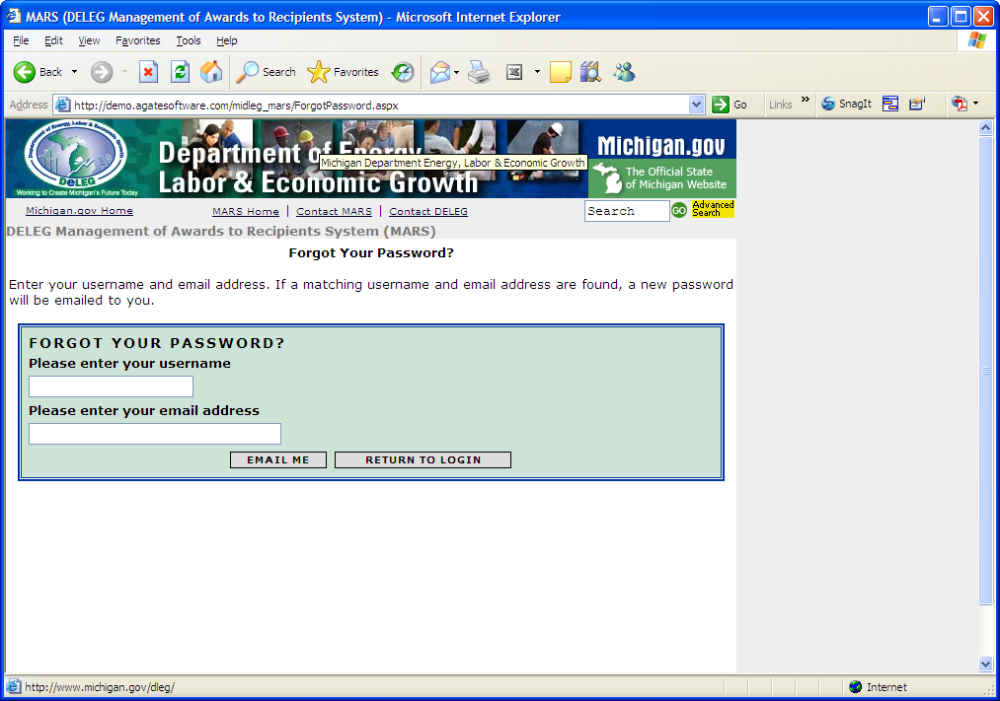 MARS (DELEG Management of Awards to Recipients System) - Microsoft Internet Explorer
File Edit View Favorites Tools Help
Back Search Favorites
Address http://demo.agatesoftware.com/midleg_mars/ForgotPassword.aspx Go Links » SnagIt
Department of Energy, Labor & Economic Growth
DELEG
Working to Create Michigan's Future Today
Department of Energy
Michigan Department Energy, Labor & Economic Growth
Labor & Economic Growth
Michigan.gov
The Official State
of Michigan Website
Michigan.gov Home MARS Home | Contact MARS | Contact DELEG Search GO Advanced Search
DELEG Management of Awards to Recipients System (MARS)
Forgot Your Password?
Enter your username and email address. If a matching username and email address are found, a new password
will be emailed to you.
FORGOT YOUR PASSWORD?
Please enter your username
Please enter your email address
EMAIL ME RETURN TO LOGIN
http://www.michigan.gov/dleg/ Internet